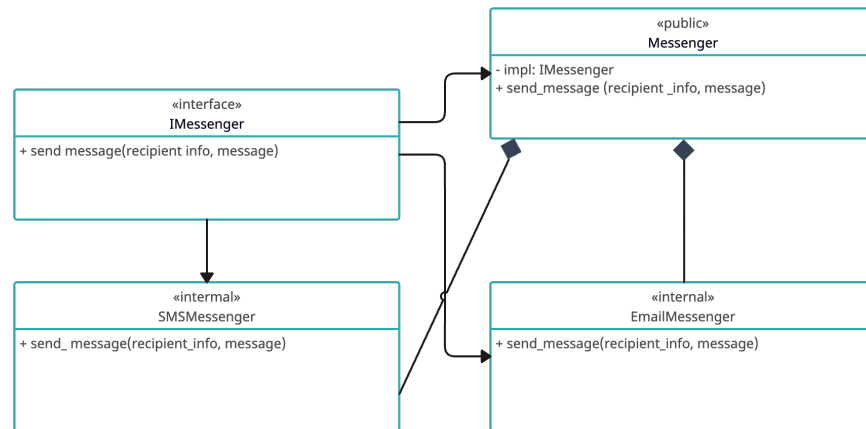 «public»
Messenger
- impl: IMessenger
+ send_message (recipient _info, message)
«interface»
IMessenger
+ send message(recipient info, message)
«intermal»
SMSMessenger
+ send_ message(recipient_info, message)
«internal»
EmailMessenger
+ send_message(recipient_info, message)